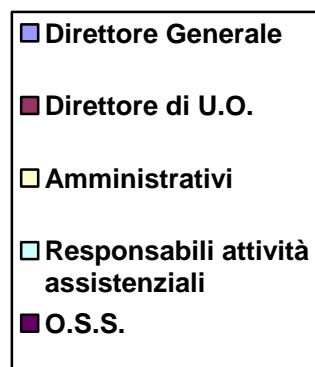 Direttore Generale
Direttore di U.O.
Amministrativi
Responsabili attività
assistenziali
O.S.S.